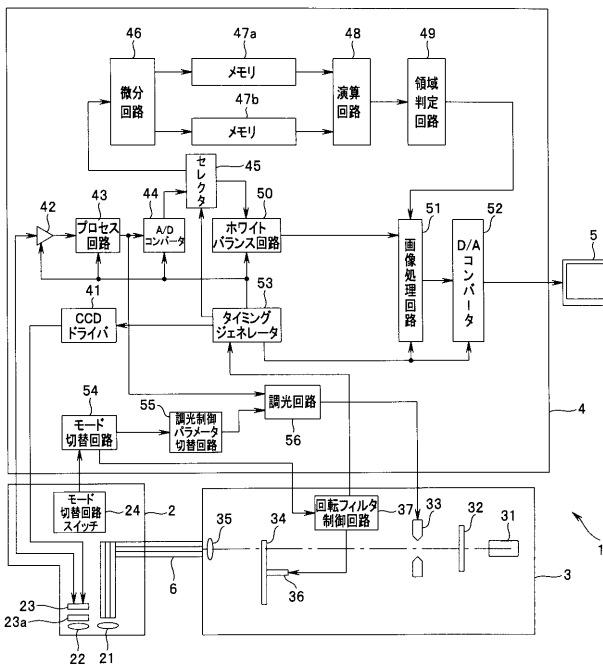 46
47a
48
49
微分
回路
メモリ
演算
回路
領域
判定
回路
47b
メモリ
セレクタ
45
44
43
42
プロセス
回路
A/D
コンバータ
50
ホワイト
バランス回路
51
画像処理回路
52
D/A
コンバータ
5
41
CCD
ドライバ
53
タイミング
ジェネレータ
54
モード
切替回路
55
調光制御
パラメータ
切替回路
調光回路
56
4
モード
切替回路
スイッチ
24
2
35
34
回転フィルタ
制御回路
37
33
32
31
1
6
36
3
23
23a
22
21